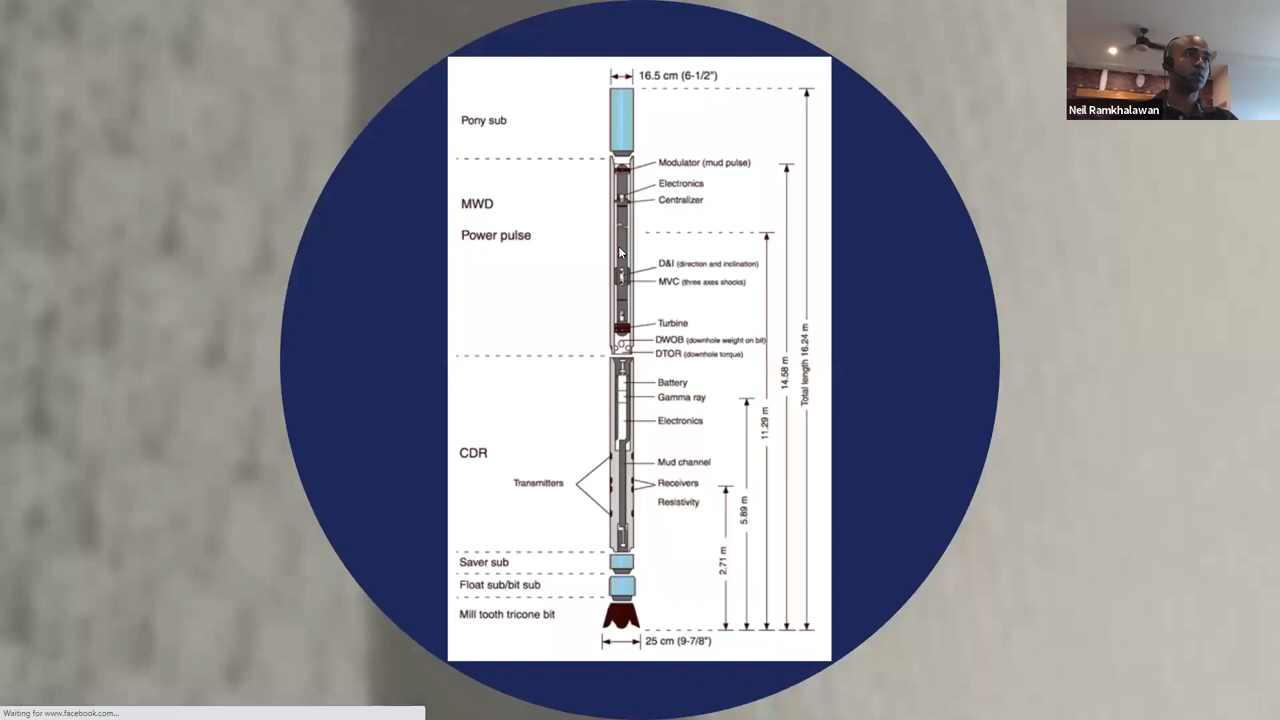 16.5 cm (6-1/2")
Neil Ramkhalawan
Pony sub
Modulator (mud pulse)
Electronics
Centralizer
MWD
Power pulse
D&I (direction and inclination)
MVC (three axes shocks)
Turbine
DWOB (downhole weight on bit)
DTOR (downhole torque)
Battery
Gamma ray
Electronics
CDR
Mud channel
Transmitters
Receivers
Resistivity
2.71 m
5.89 m
11.29 m
14.58 m
Total length 16.24 m
Saver sub
Float sub/bit sub
Mill tooth tricone bit
25 cm (9-7/8")
Waiting for www.facebook.com...